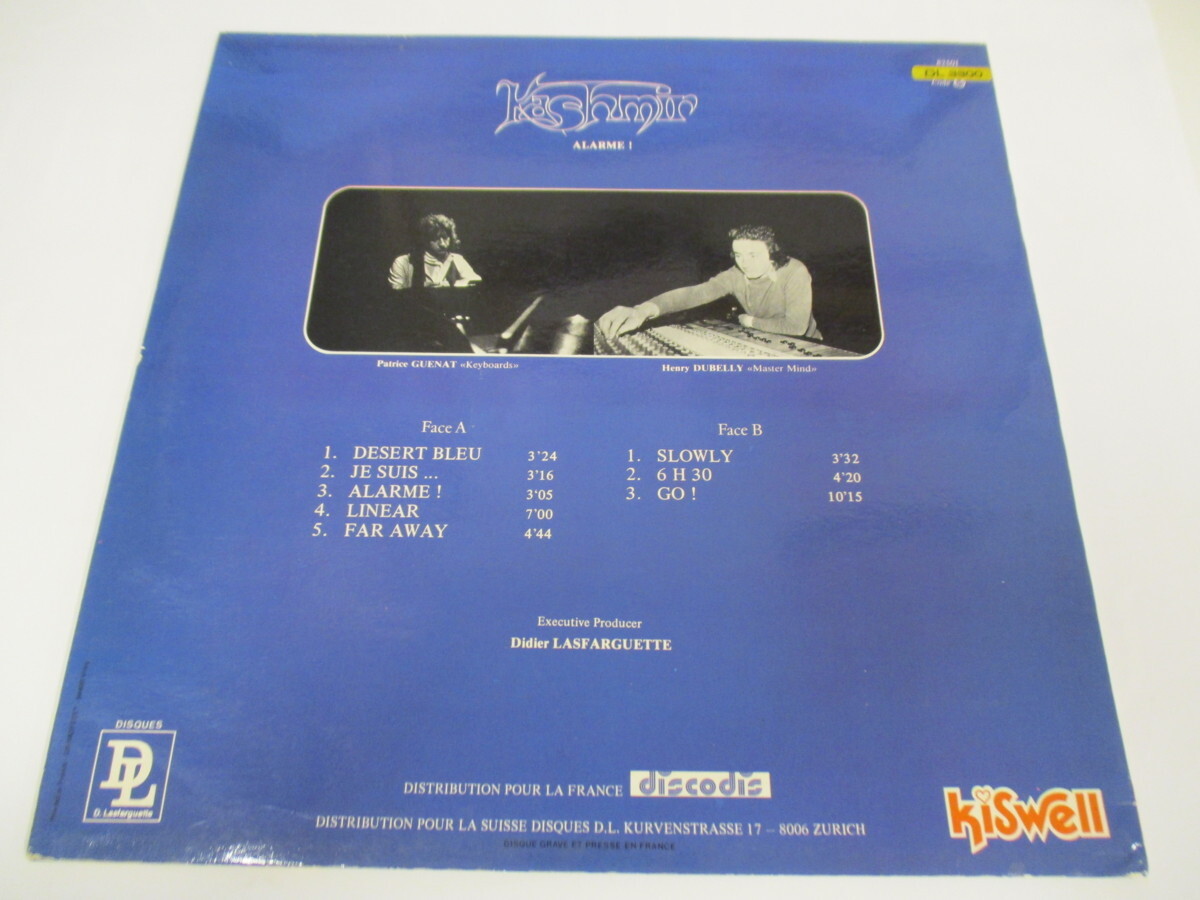 Kashmir
ALARME !
DL 3300
Patrice GUENAT «Keyboards»
Henry DUBELLY «Master Mind»
Face A
1. DESERT BLEU 3'24
2. JE SUIS ... 3'16
3. ALARME ! 3'05
4. LINEAR 7'00
5. FAR AWAY 4'44
Face B
1. SLOWLY 3'32
2. 6 H 30 4'20
3. GO ! 10'15
Executive Producer
Didier LASFARGUETTE
DISQUES
DL
D. Lasfarguette
DISTRIBUTION POUR LA FRANCE discodis
DISTRIBUTION POUR LA SUISSE DISQUES D.L. KURVENSTRASSE 17 – 8006 ZURICH
DISQUE GRAVE ET PRESSE EN FRANCE
kiswell